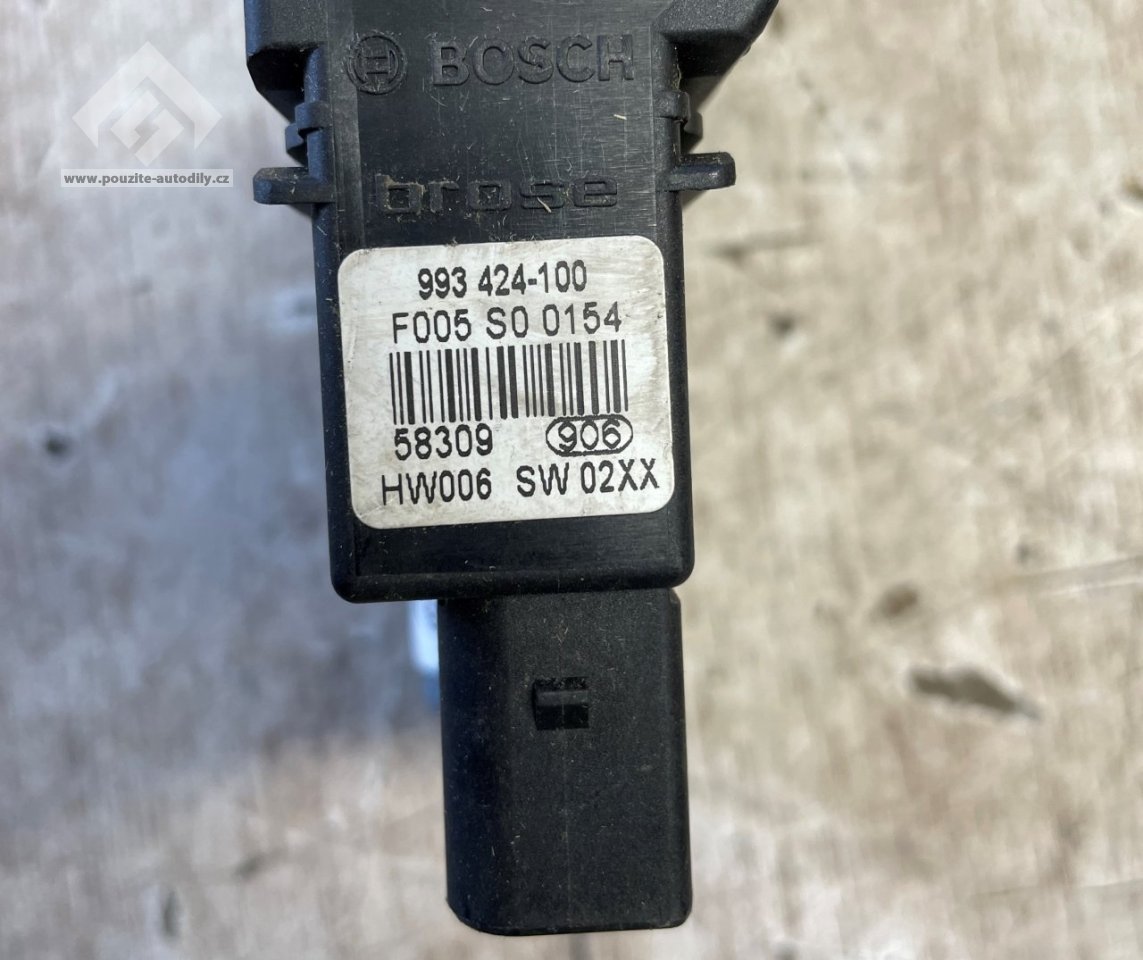 BOSCH
www.pouzite-autodily.cz
brose
993 424-100
F005 S0 0154
58309 906
HW006 SW 02XX